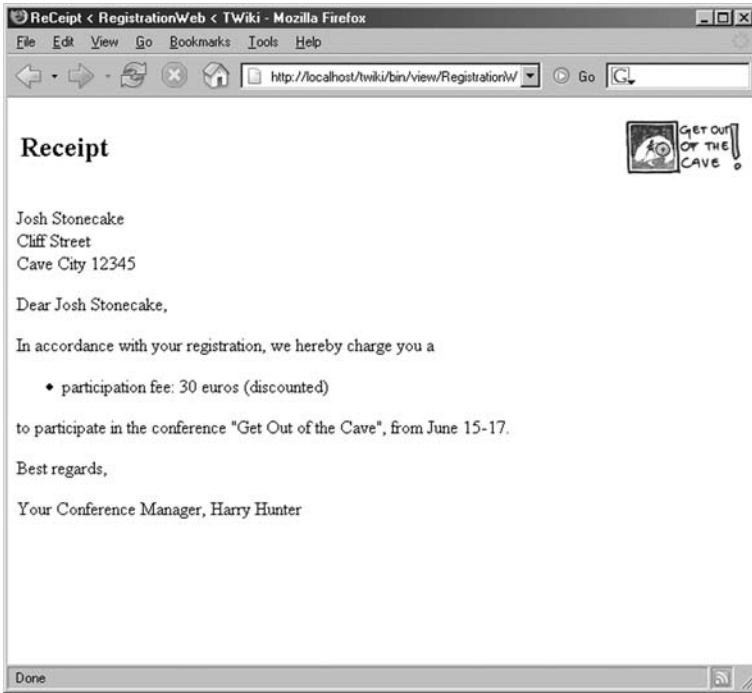 ReCeipt < RegistrationWeb < TWiki - Mozilla Firefox
File Edit View Go Bookmarks Tools Help
http://localhost/twiki/bin/view/RegistrationW Go G
Receipt
GET OUT
OF THE
CAVE !
Josh Stonecake
Cliff Street
Cave City 12345
Dear Josh Stonecake,
In accordance with your registration, we hereby charge you a
• participation fee: 30 euros (discounted)
to participate in the conference "Get Out of the Cave", from June 15-17.
Best regards,
Your Conference Manager, Harry Hunter
Done